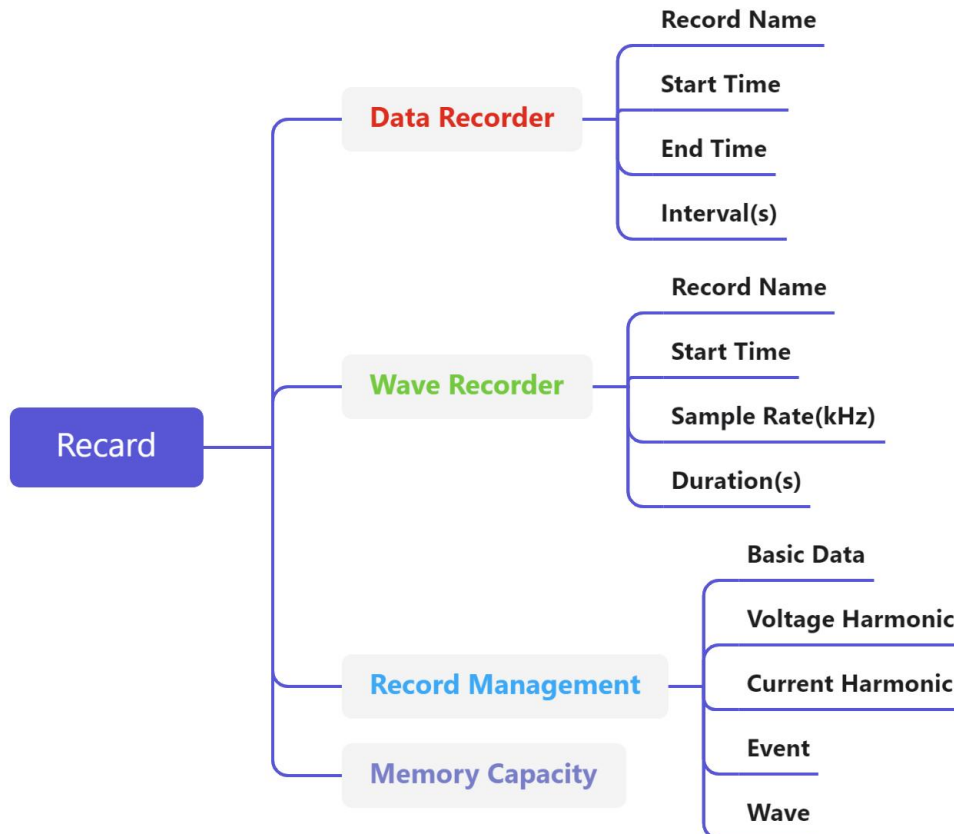 Recard
Data Recorder
Record Name
Start Time
End Time
Interval(s)
Wave Recorder
Record Name
Start Time
Sample Rate(kHz)
Duration(s)
Record Management
Basic Data
Voltage Harmonic
Current Harmonic
Event
Wave
Memory Capacity